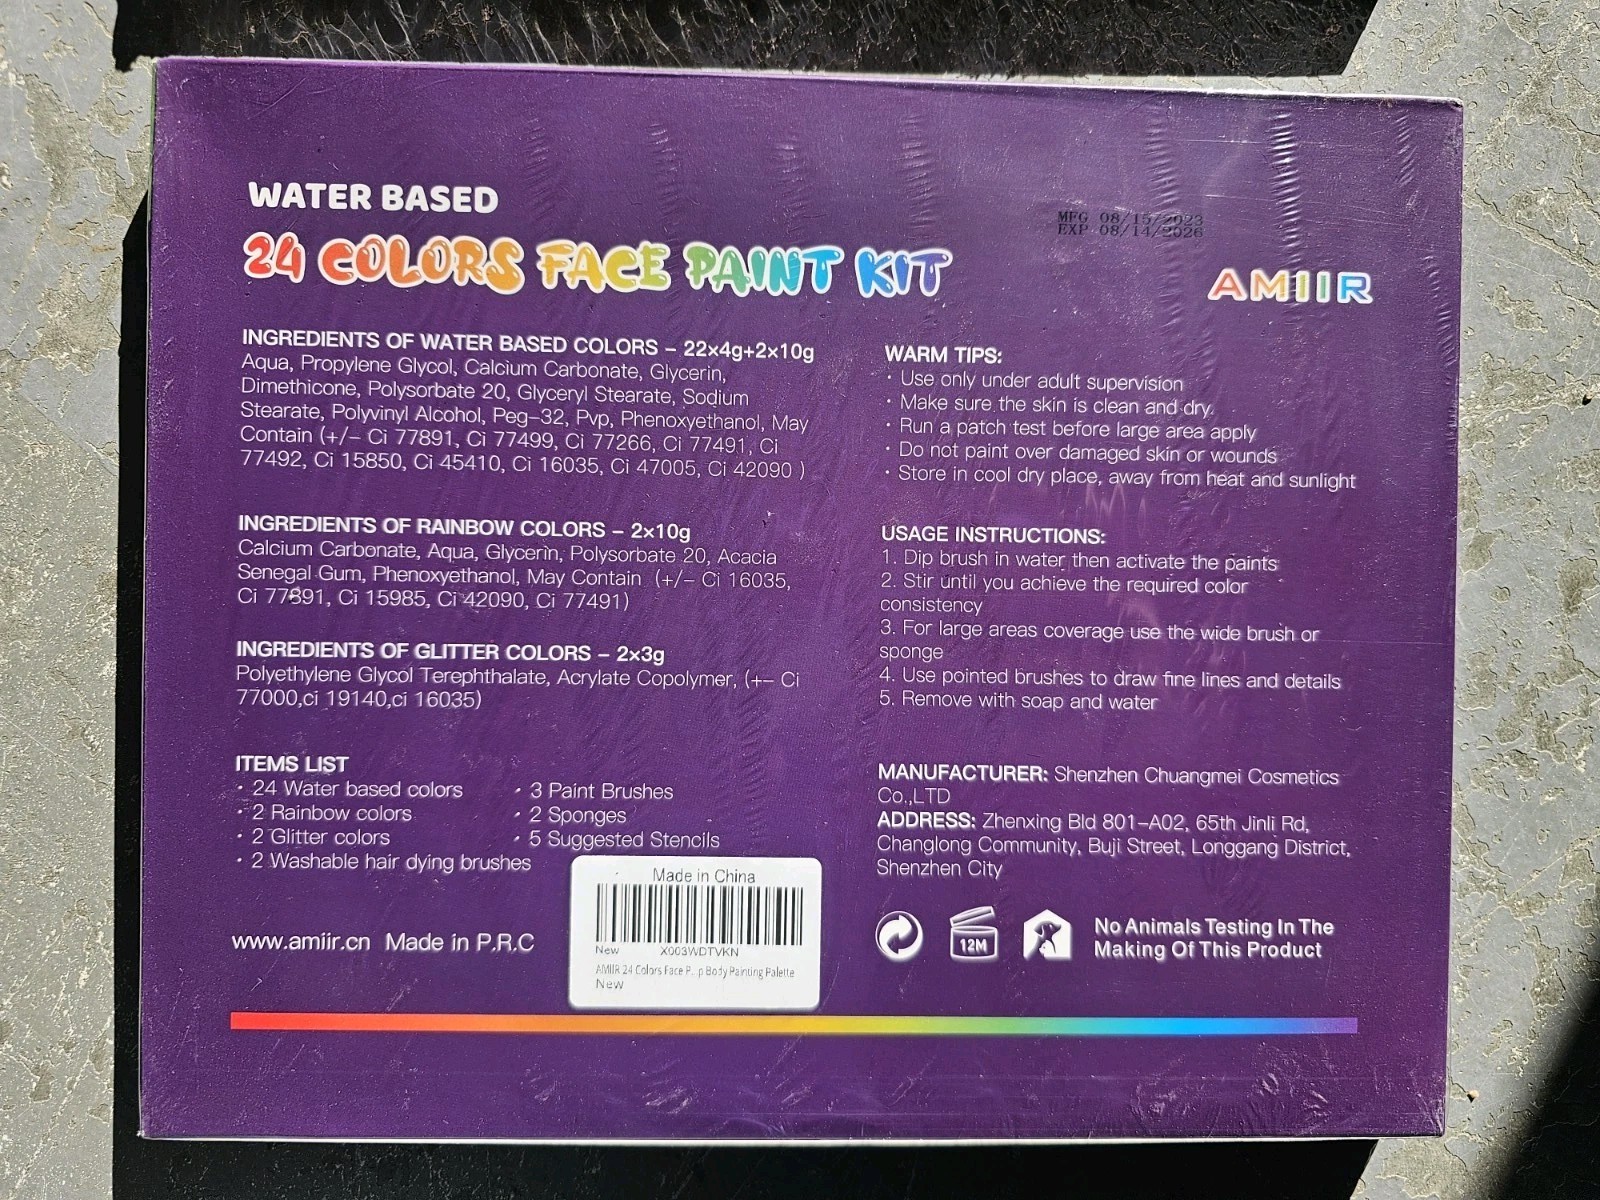 WATER BASED
24 COLORS FACE PAINT KIT
MFG 08/15/2023
EXP 08/14/2026
AMIIR
INGREDIENTS OF WATER BASED COLORS – 22×4g+2×10g
Aqua, Propylene Glycol, Calcium Carbonate, Glycerin,
Dimethicone, Polysorbate 20, Glyceryl Stearate, Sodium
Stearate, Polyvinyl Alcohol, Peg–32, Pvp, Phenoxyethanol, May
Contain (+/– Ci 77891, Ci 77499, Ci 77266, Ci 77491, Ci
77492, Ci 15850, Ci 45410, Ci 16035, Ci 47005, Ci 42090 )
INGREDIENTS OF RAINBOW COLORS – 2×10g
Calcium Carbonate, Aqua, Glycerin, Polysorbate 20, Acacia
Senegal Gum, Phenoxyethanol, May Contain (+/– Ci 16035,
Ci 77891, Ci 15985, Ci 42090, Ci 77491)
INGREDIENTS OF GLITTER COLORS – 2×3g
Polyethylene Glycol Terephthalate, Acrylate Copolymer, (+– Ci
77000,ci 19140,ci 16035)
ITEMS LIST
· 24 Water based colors
· 2 Rainbow colors
· 2 Glitter colors
· 2 Washable hair dying brushes
· 3 Paint Brushes
· 2 Sponges
· 5 Suggested Stencils
www.amiir.cn Made in P.R.C
Made in China
New X003WDTVKN
AMIIR 24 Colors Face P...p Body Painting Palette
New
WARM TIPS:
· Use only under adult supervision
· Make sure the skin is clean and dry.
· Run a patch test before large area apply
· Do not paint over damaged skin or wounds
· Store in cool dry place, away from heat and sunlight
USAGE INSTRUCTIONS:
1. Dip brush in water then activate the paints
2. Stir until you achieve the required color
consistency
3. For large areas coverage use the wide brush or
sponge
4. Use pointed brushes to draw fine lines and details
5. Remove with soap and water
MANUFACTURER: Shenzhen Chuangmei Cosmetics
Co.,LTD
ADDRESS: Zhenxing Bld 801–A02, 65th Jinli Rd,
Changlong Community, Buji Street, Longgang District,
Shenzhen City
12M
No Animals Testing In The
Making Of This Product